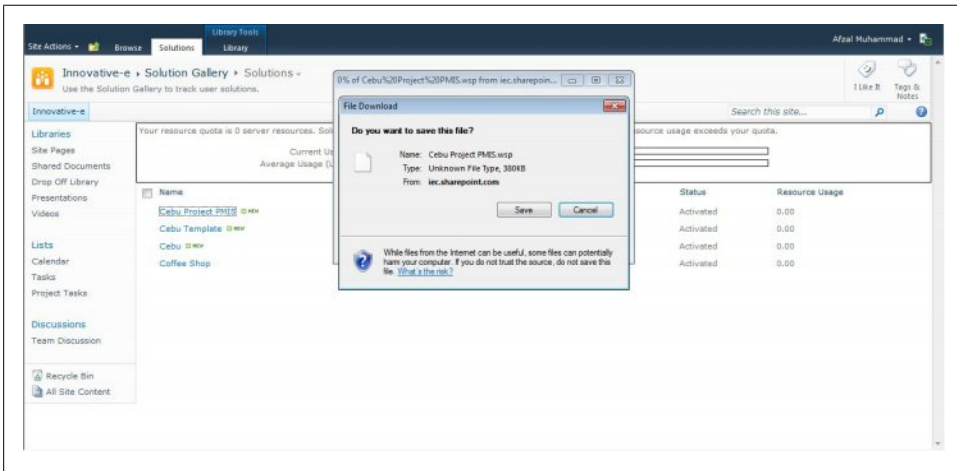 Library Tools
Site Actions Browse Solutions Library Afzal Muhammad
Innovative-e Solution Gallery Solutions
Use the Solution Gallery to track user solutions.
I Like It
Tags & Notes
Innovative-e
Search this site...
Libraries
Site Pages
Shared Documents
Drop Off Library
Presentations
Videos
Lists
Calendar
Tasks
Project Tasks
Discussions
Team Discussion
Recycle Bin
All Site Content
Your resource quota is 0 server resources. source usage exceeds your quota.
Current
Average Usage
Name Status Resource Usage
Cebu Project PMIS NEW Activated 0.00
Cebu Template NEW Activated 0.00
Cebu NEW Activated 0.00
Coffee Shop Activated 0.00
0% of Cebu%20Project%20PMIS.wsp from iec.sharepoin...
File Download
Do you want to save this file?
Name: Cebu Project PMIS.wsp
Type: Unknown File Type, 380KB
From: iec.sharepoint.com
Save Cancel
While files from the Internet can be useful, some files can potentially
harm your computer. If you do not trust the source, do not save this
file. What's the risk?